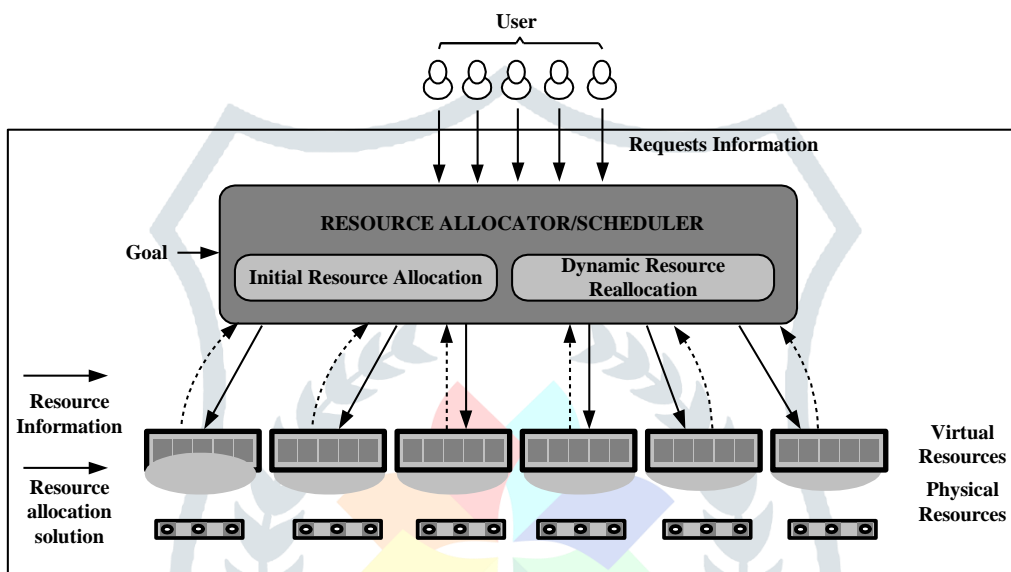 User
Requests Information
RESOURCE ALLOCATOR/SCHEDULER
Goal
Initial Resource Allocation
Dynamic Resource
Reallocation
Resource
Information
Virtual
Resources
Resource
allocation
solution
Physical
Resources